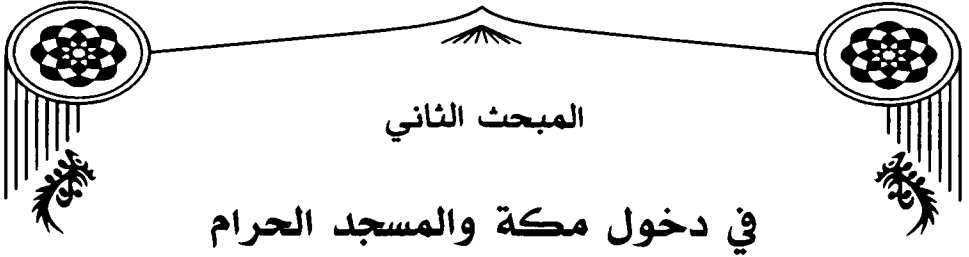 المبحث الثاني
في دخول مكة والمسجد الحرام